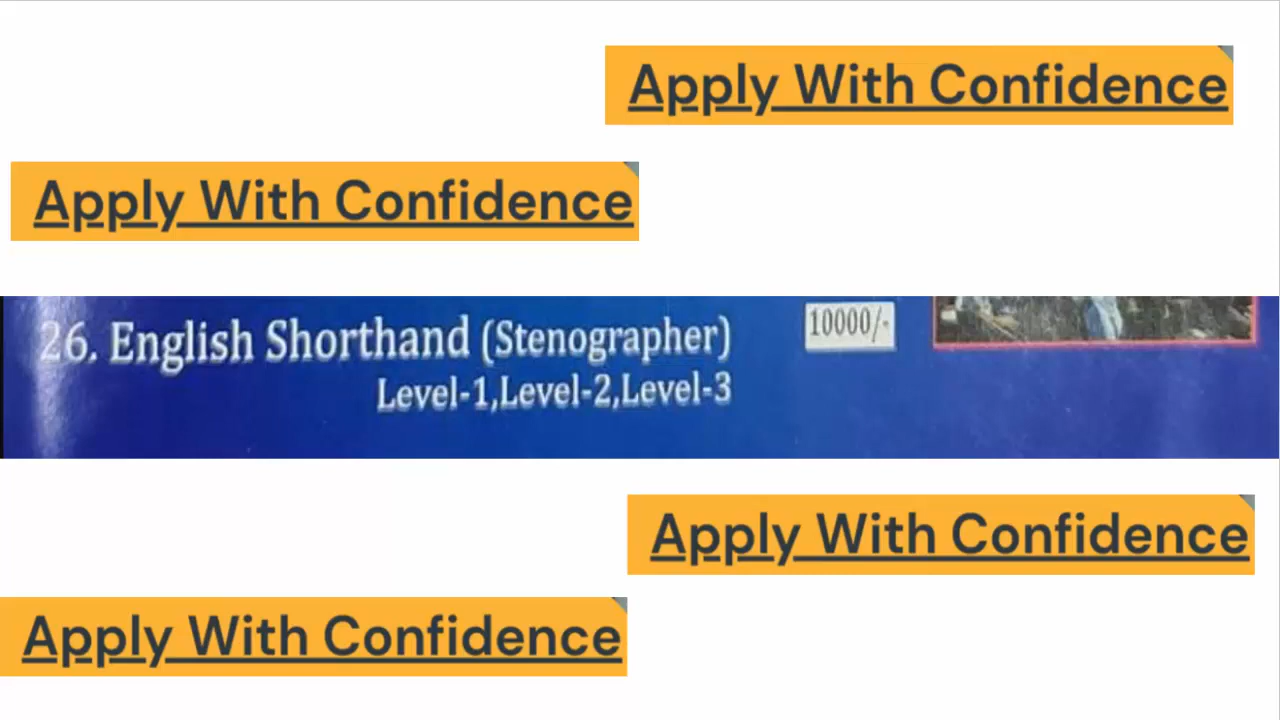 Apply With Confidence
Apply With Confidence
26. English Shorthand (Stenographer) 10000/-
Level-1,Level-2,Level-3
Apply With Confidence
Apply With Confidence